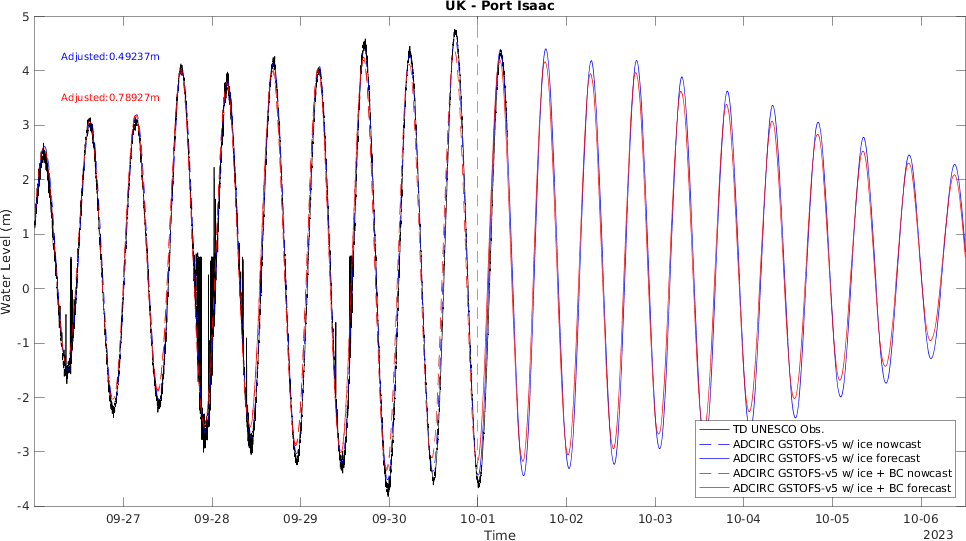 UK - Port Isaac
5
4
3
2
1
0
-1
-2
-3
-4
Water Level (m)
Adjusted:0.49237m
Adjusted:0.78927m
TD UNESCO Obs.
ADCIRC GSTOFS-v5 w/ ice nowcast
ADCIRC GSTOFS-v5 w/ ice forecast
ADCIRC GSTOFS-v5 w/ ice + BC nowcast
ADCIRC GSTOFS-v5 w/ ice + BC forecast
09-27 09-28 09-29 09-30 10-01 10-02 10-03 10-04 10-05 10-06
Time
2023